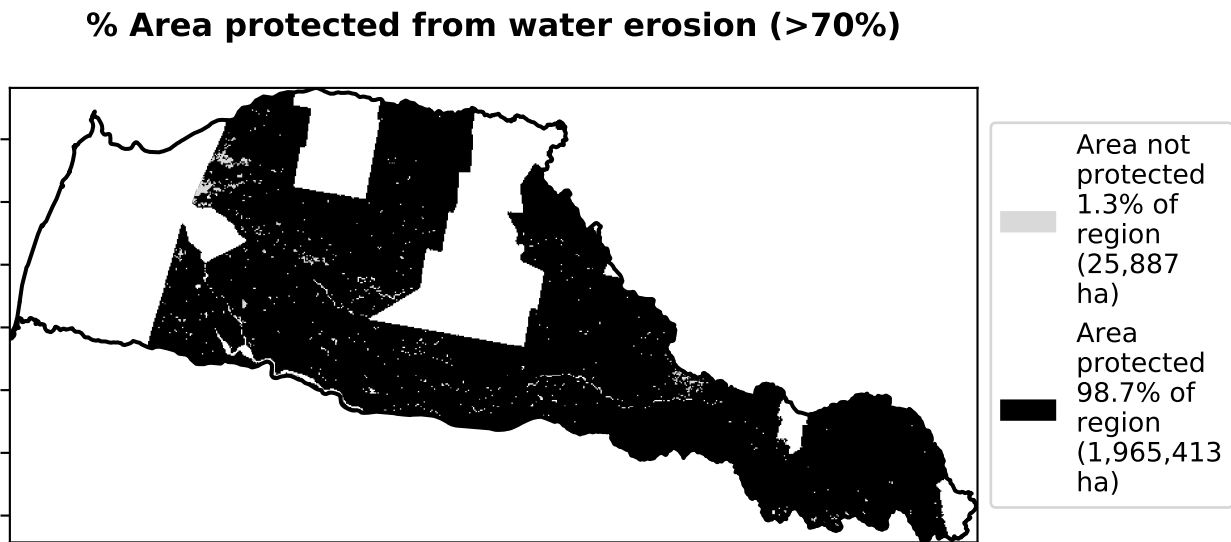 % Area protected from water erosion (>70%)
Area not
protected
1.3% of
region
(25,887
ha)
Area
protected
98.7% of
region
(1,965,413
ha)